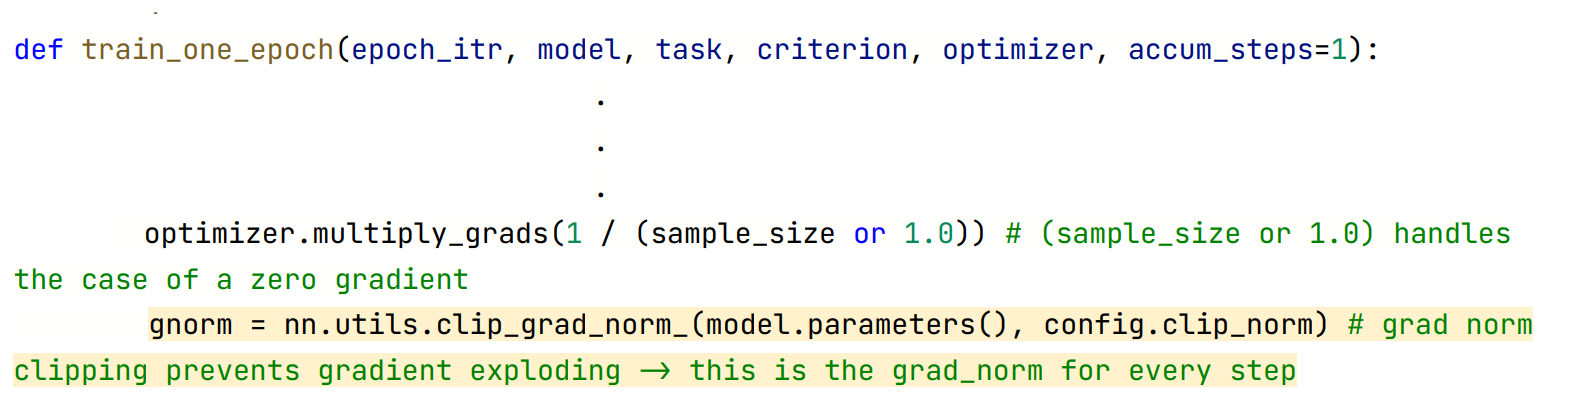 def train_one_epoch(epoch_itr, model, task, criterion, optimizer, accum_steps=1):
.
.
.
optimizer.multiply_grads(1 / (sample_size or 1.0)) # (sample_size or 1.0) handles
the case of a zero gradient
gnorm = nn.utils.clip_grad_norm_(model.parameters(), config.clip_norm) # grad norm
clipping prevents gradient exploding → this is the grad_norm for every step